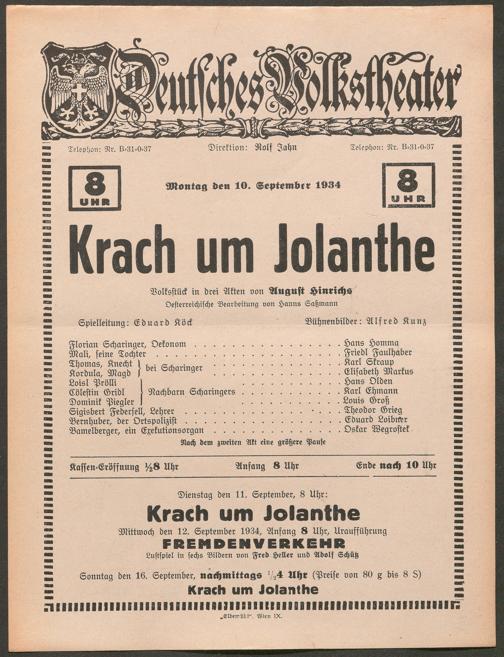 Deutsches Volkstheater
Telephon: Nr. B-31-0-37 Direktion: Rolf Jahn Telephon: Nr. B-31-0-37
8 UHR Montag den 10. September 1934 8 UHR
Krach um Jolanthe
Volksstück in drei Akten von August Hinrichs
Oesterreichische Bearbeitung von Hanns Saßmann
Spielleitung: Eduard Köck Bühnenbilder: Alfred Kunz
Florian Scharinger, Oekonom Hans Homma
Mali, seine Tochter Friedl Faulhaber
Thomas, Knecht } bei Scharinger Karl Skraup
Kordula, Magd Elisabeth Markus
Loisl Prölli Hans Olden
Cölestin Gridl } Nachbarn Scharingers Karl Ehmann
Dominik Piegler Louis Groß
Sigisbert Federsell, Lehrer Theodor Grieg
Bernhuber, der Ortspolizist Eduard Loibner
Bamelberger, ein Exekutionsorgan Oskar Wegrostek
Nach dem zweiten Akt eine größere Pause
Kassen-Eröffnung ½8 Uhr Anfang 8 Uhr Ende nach 10 Uhr
Dienstag den 11. September, 8 Uhr:
Krach um Jolanthe
Mittwoch den 12. September 1934, Anfang 8 Uhr, Uraufführung
FREMDENVERKEHR
Lustspiel in sechs Bildern von Fred Heller und Adolf Schütz
Sonntag den 16. September, nachmittags ½4 Uhr (Preise von 80 g bis 8 S)
Krach um Jolanthe
Wien IX.